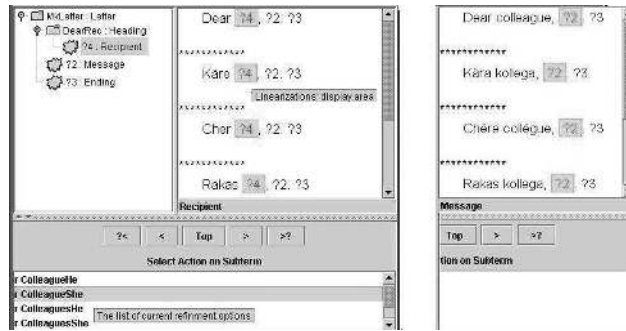 MkLetter : Letter
DearRec : Heading
?4 : Recipient
?2 : Message
?3 : Ending
Dear ?4 , ?2. ?3
************
Käre ?4 , ?2. ?3
Linearizations display area
************
Cher ?4 , ?2. ?3
************
Rakas ?4 , ?2. ?3
Recipient
?<
<
Top
>
>?
Select Action on Subterm
r ColleagueHe
r ColleagueShe
r ColleaguesHe
r ColleaguesShe
The list of current refinment options
Dear colleague, ?2 . ?3
************
Kära kollega, ?2 . ?3
************
Chère collègue, ?2 . ?3
************
Rakas kollega, ?2 . ?3
Message
Top
>
>?
tion on Subterm